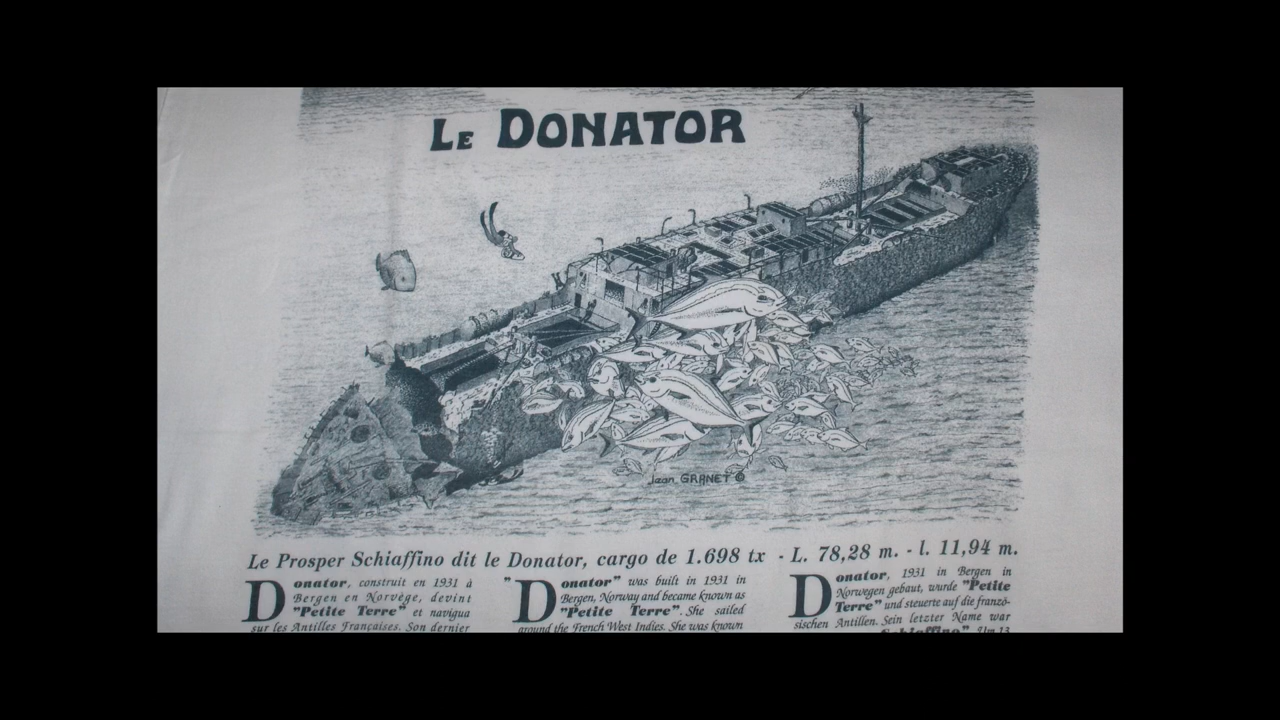 LE DONATOR
Jean GRANET ©
Le Prosper Schiaffino dit le Donator, cargo de 1.698 tx - L. 78,28 m. - l. 11,94 m.
Donator, construit en 1931 à
Bergen en Norvège, devint
"Petite Terre" et navigua
sur les Antilles Françaises. Son dernier
"Donator" was built in 1931 in
Bergen, Norway and became known as
"Petite Terre". She sailed
around the French West Indies. She was known
Donator, 1931 in Bergen in
Norwegen gebaut, wurde "Petite
Terre" und steuerte auf die franzö-
sischen Antillen. Sein letzter Name war
Schiaffino". Um 13